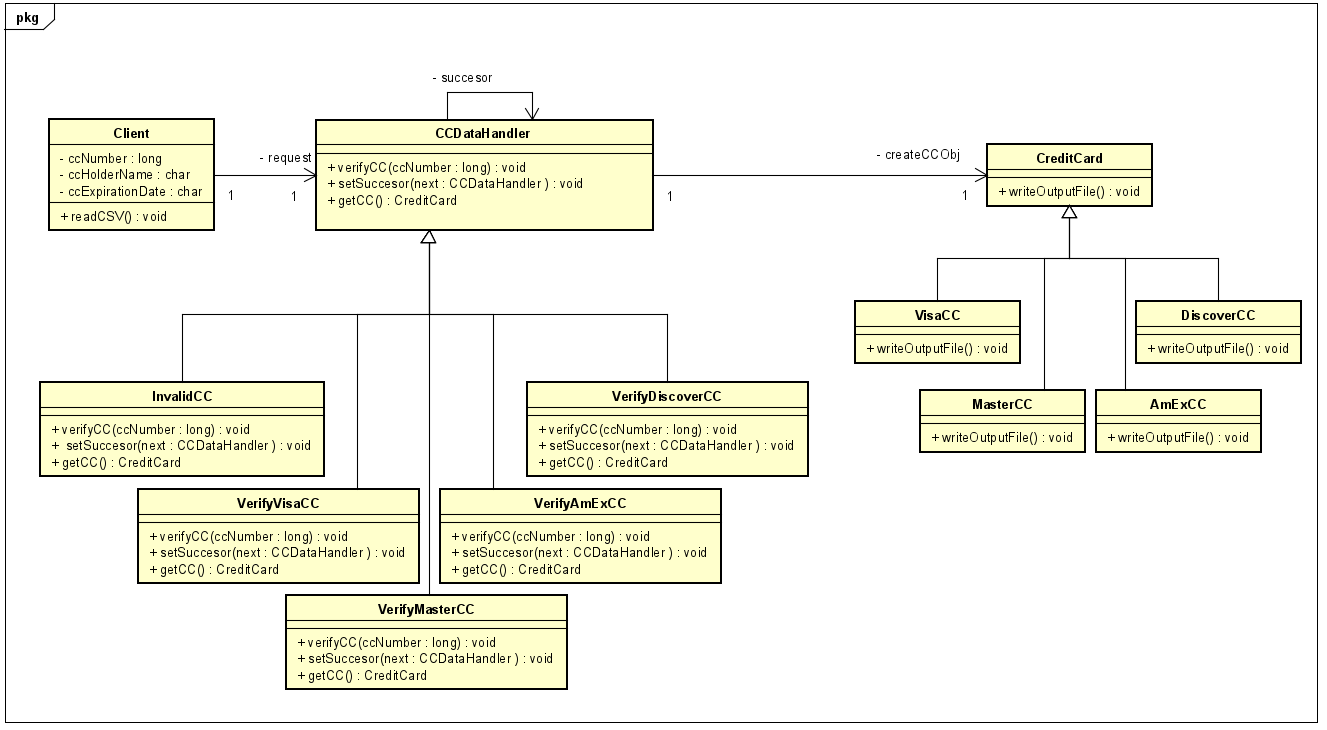 pkg
- succesor
Client
- ccNumber : long
- ccHolderName : char
- ccExpirationDate : char
+ readCSV() : void
- request
1
1
CCDataHandler
+ verifyCC(ccNumber : long) : void
+ setSuccesor(next : CCDataHandler ) : void
+ getCC() : CreditCard
- createCCObj
1
1
CreditCard
+ writeOutputFile() : void
VisaCC
+ writeOutputFile() : void
DiscoverCC
+ writeOutputFile() : void
MasterCC
+ writeOutputFile() : void
AmExCC
+ writeOutputFile() : void
InvalidCC
+ verifyCC(ccNumber : long) : void
+ setSuccesor(next : CCDataHandler ) : void
+ getCC() : CreditCard
VerifyDiscoverCC
+ verifyCC(ccNumber : long) : void
+ setSuccesor(next : CCDataHandler ) : void
+ getCC() : CreditCard
VerifyVisaCC
+ verifyCC(ccNumber : long) : void
+ setSuccesor(next : CCDataHandler ) : void
+ getCC() : CreditCard
VerifyAmExCC
+ verifyCC(ccNumber : long) : void
+ setSuccesor(next : CCDataHandler ) : void
+ getCC() : CreditCard
VerifyMasterCC
+ verifyCC(ccNumber : long) : void
+ setSuccesor(next : CCDataHandler ) : void
+ getCC() : CreditCard